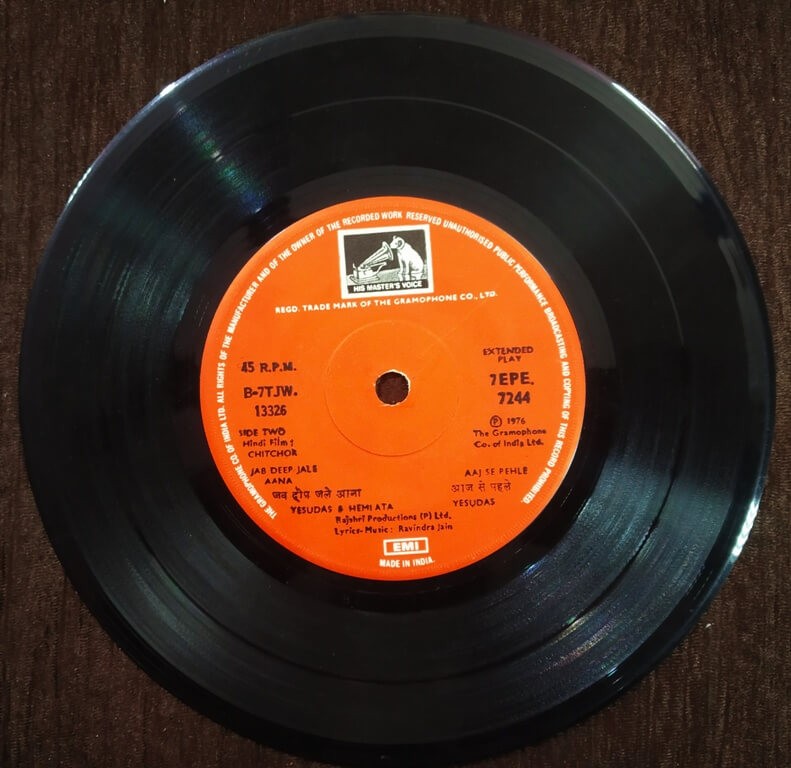 THE GRAMOPHONE CO. OF INDIA LTD. ALL RIGHTS OF THE MANUFACTURER AND OF THE OWNER OF THE RECORDED WORK RESERVED UNAUTHORISED PUBLIC PERFORMANCE BROADCASTING AND COPYING OF THIS RECORD PROHIBITED.
HIS MASTER'S VOICE
REGD. TRADE MARK OF THE GRAMOPHONE CO., LTD.
45 R.P.M.
B-7TJW.
13326
EXTENDED
PLAY
7EPE.
7244
Ⓟ 1976
The Gramophone
Co. of India Ltd.
SIDE TWO
Hindi Film:
CHITCHOR
JAB DEEP JALE
AANA
जब दीप जले आना
YESUDAS & HEMLATA
AAJ SE PEHLE
आज से पहले
YESUDAS
Rajshri Productions (P) Ltd.
Lyrics-Music: Ravindra Jain
EMI
MADE IN INDIA.